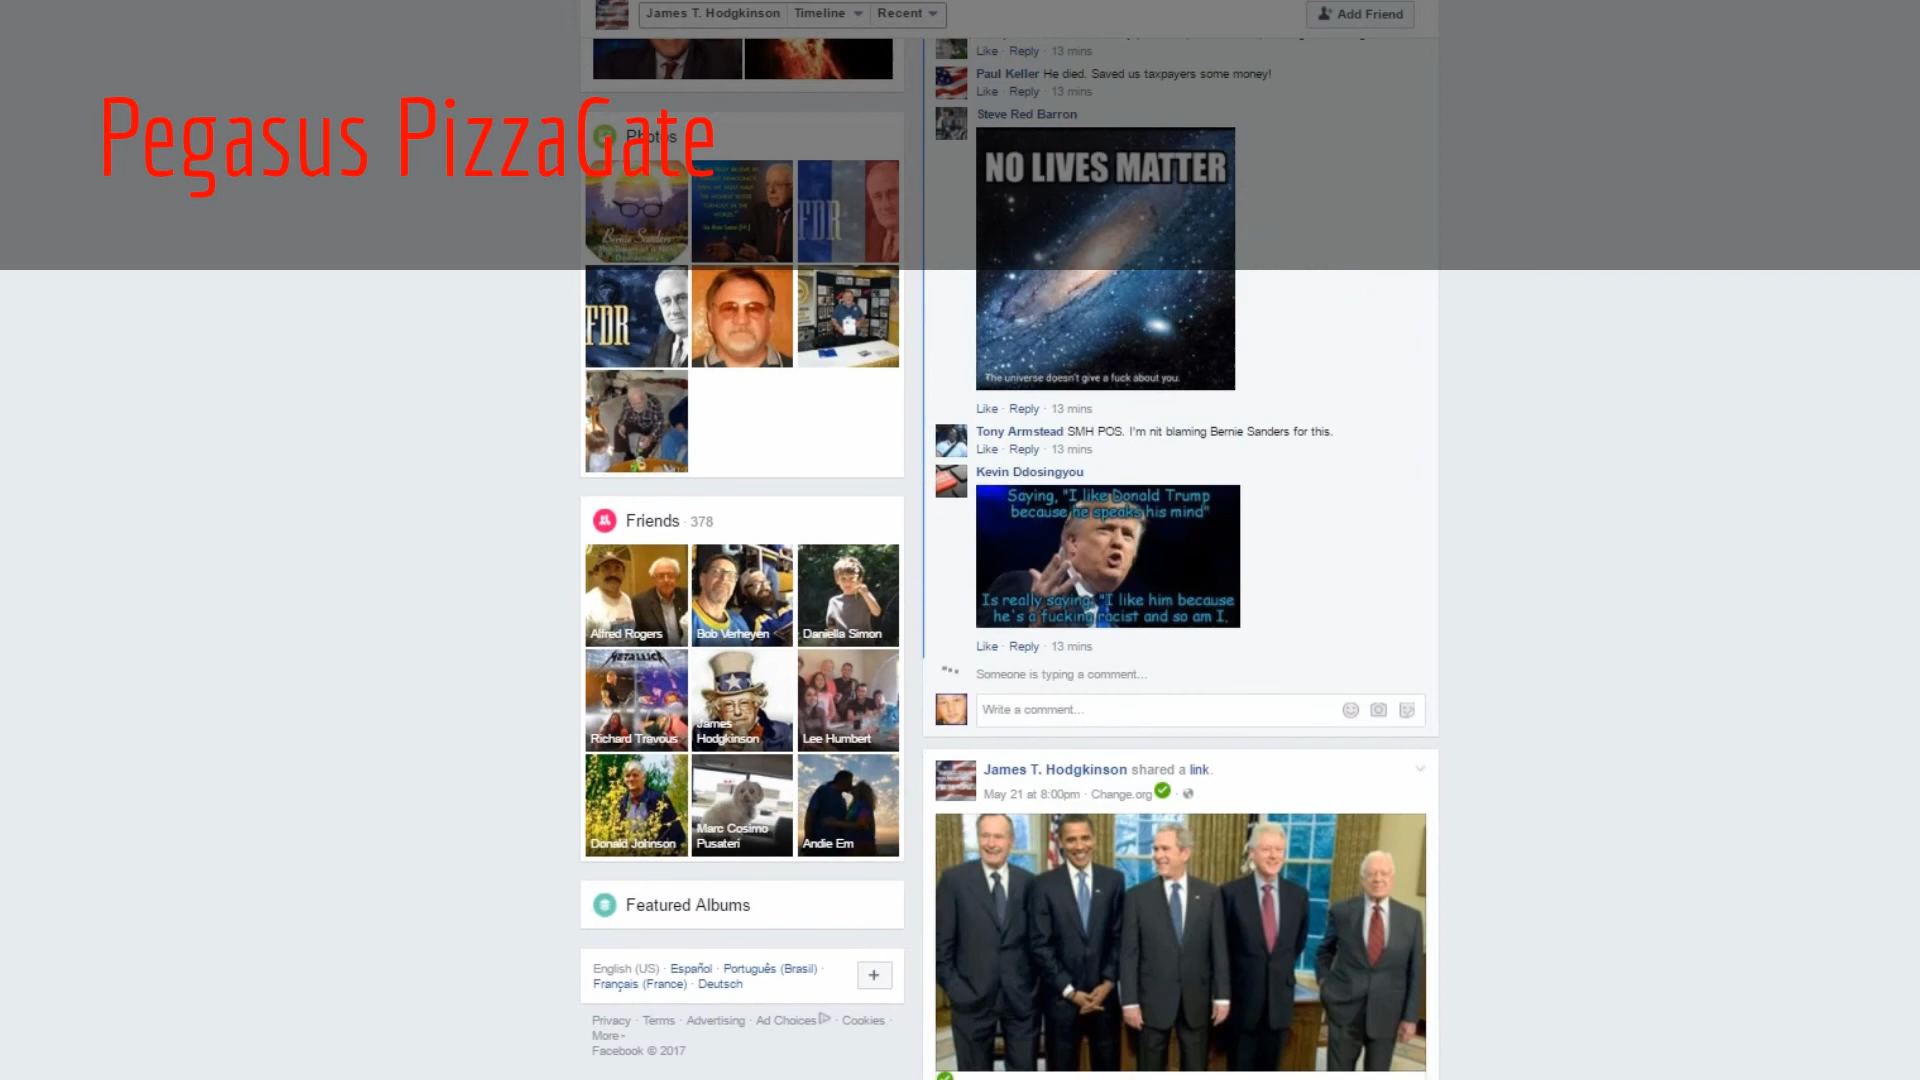 James T. Hodgkinson Timeline Recent
Add Friend
Pegasus PizzaGate
Photos
Bernie Sanders
FDR
FDR
Friends · 378
Alfred Rogers
Bob Verheyen
Daniella Simon
METALLICA
Richard Travous
James
Hodgkinson
Lee Humbert
Donald Johnson
Marc Cosimo
Pusateri
Andie Em
Featured Albums
English (US) · Español · Português (Brasil) ·
Français (France) · Deutsch
+
Privacy · Terms · Advertising · Ad Choices · Cookies ·
More
Facebook © 2017
Like · Reply · 13 mins
Paul Keller He died. Saved us taxpayers some money!
Like · Reply · 13 mins
Steve Red Barron
NO LIVES MATTER
The universe doesn't give a fuck about you.
Like · Reply · 13 mins
Tony Armstead SMH POS. I'm nit blaming Bernie Sanders for this.
Like · Reply · 13 mins
Kevin Ddosingyou
Saying, "I like Donald Trump
because he speaks his mind"
Is really saying, "I like him because
he's a fucking racist and so am I.
Like · Reply · 13 mins
Someone is typing a comment...
Write a comment...
James T. Hodgkinson shared a link.
May 21 at 8:00pm · Change.org ·